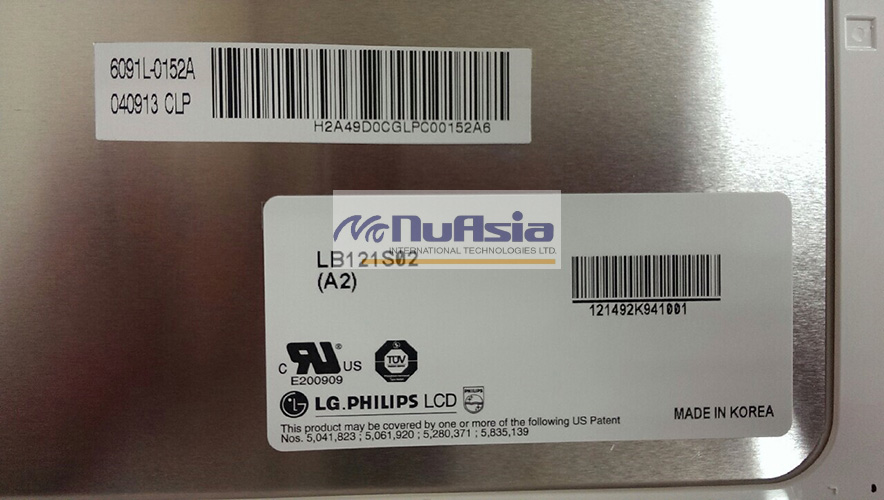 6091L-0152A
040913 CLP
H2A49D0CGLPC00152A6
NuAsia
INTERNATIONAL TECHNOLOGIES LTD.
LB121S02
(A2)
121492K941001
C RU ® US
E200909
TÜV
LG.PHILIPS LCD PHILIPS
MADE IN KOREA
This product may be covered by one or more of the following US Patent
Nos. 5,041,823 ; 5,061,920 ; 5,280,371 ; 5,835,139